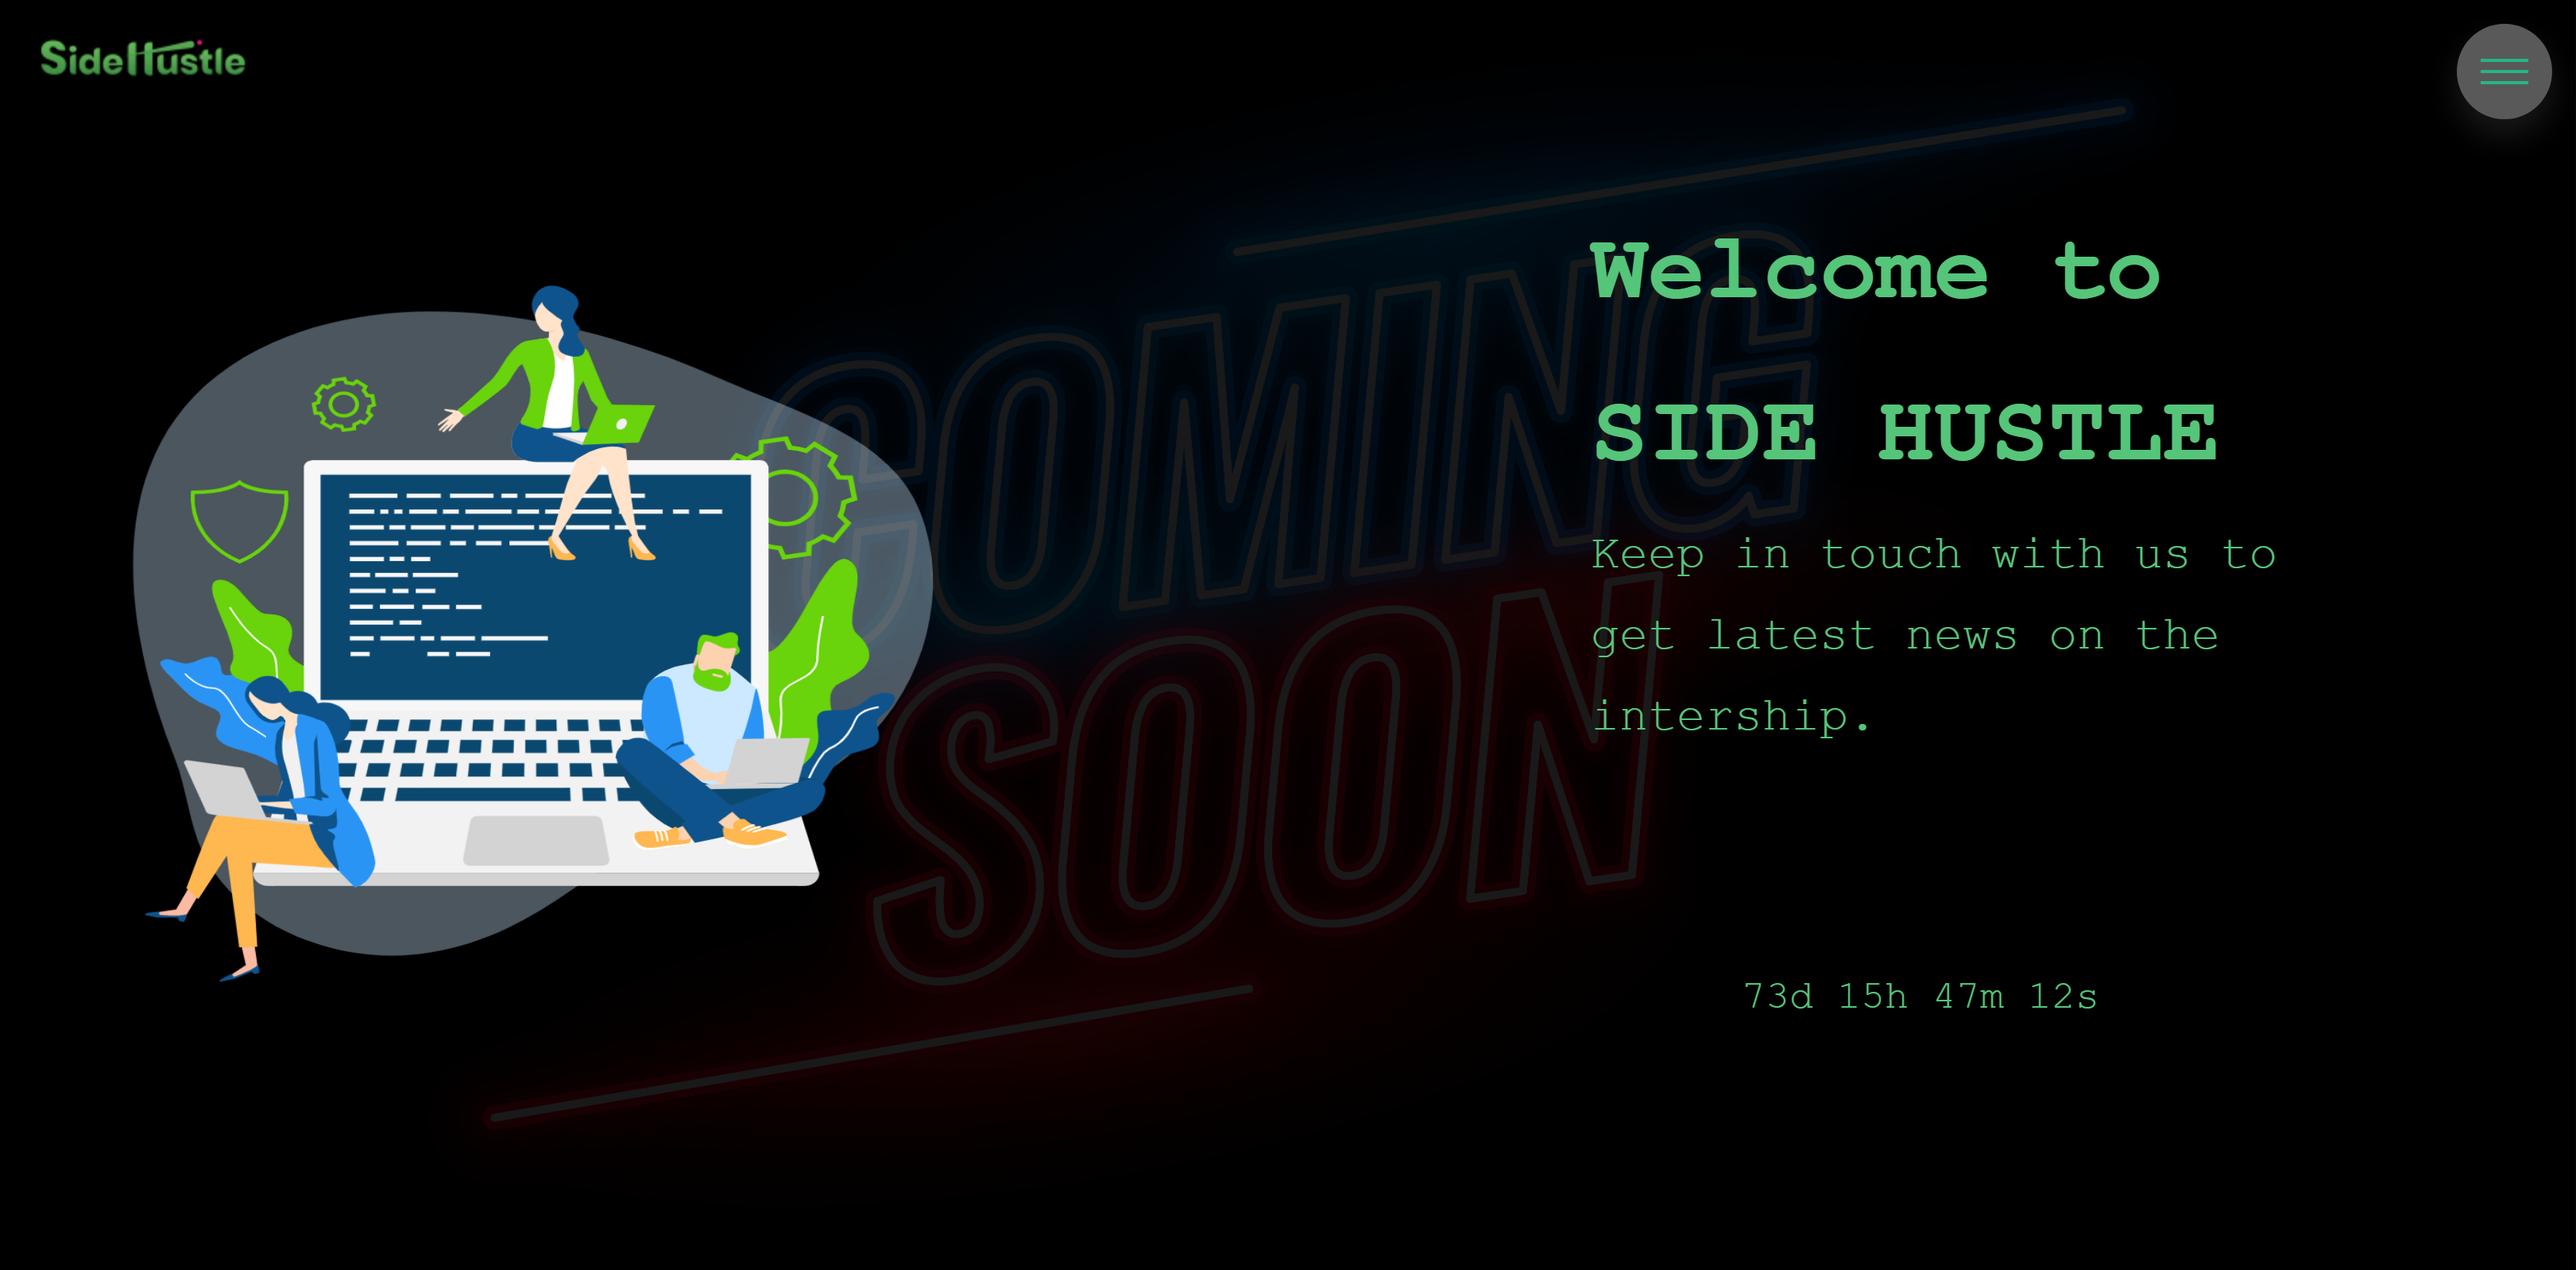 SideHustle
COMING
SOON
Welcome to
SIDE HUSTLE
Keep in touch with us to
get latest news on the
intership.
73d 15h 47m 12s